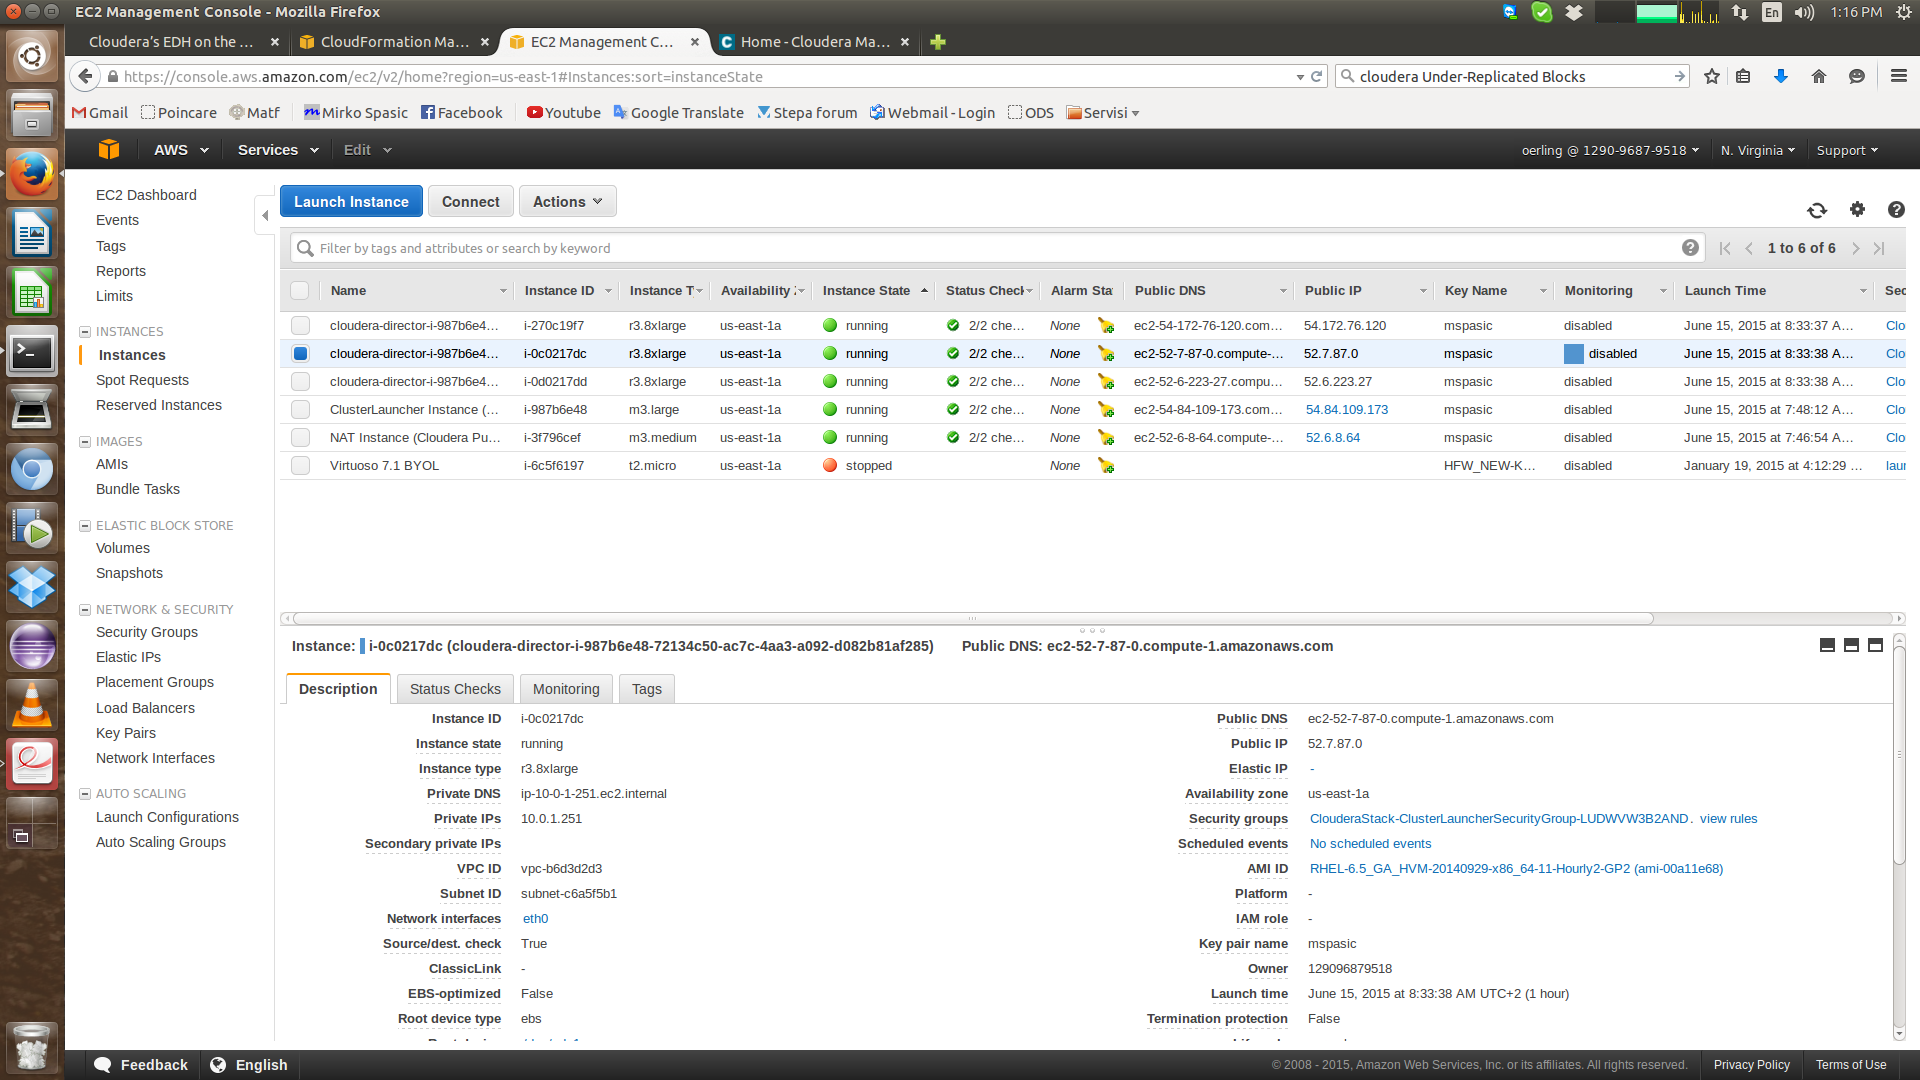 EC2 Management Console - Mozilla Firefox
En
1:16 PM
Cloudera's EDH on the ...
CloudFormation Ma...
EC2 Management C...
Home - Cloudera Ma...
https://console.aws.amazon.com/ec2/v2/home?region=us-east-1#Instances:sort=instanceState
cloudera Under-Replicated Blocks
Gmail
Poincare
Matf
Mirko Spasic
Facebook
Youtube
Google Translate
Stepa forum
Webmail - Login
ODS
Servisi
AWS
Services
Edit
oerling @ 1290-9687-9518
N. Virginia
Support
EC2 Dashboard
Events
Tags
Reports
Limits
INSTANCES
Instances
Spot Requests
Reserved Instances
IMAGES
AMIs
Bundle Tasks
ELASTIC BLOCK STORE
Volumes
Snapshots
NETWORK & SECURITY
Security Groups
Elastic IPs
Placement Groups
Load Balancers
Key Pairs
Network Interfaces
AUTO SCALING
Launch Configurations
Auto Scaling Groups
Launch Instance
Connect
Actions
Filter by tags and attributes or search by keyword
1 to 6 of 6
Name Instance ID Instance T Availability Instance State Status Check Alarm Sta Public DNS Public IP Key Name Monitoring Launch Time Sec
cloudera-director-i-987b6e4... i-270c19f7 r3.8xlarge us-east-1a running 2/2 che... None ec2-54-172-76-120.com... 54.172.76.120 mspasic disabled June 15, 2015 at 8:33:37 A... Clo
cloudera-director-i-987b6e4... i-0c0217dc r3.8xlarge us-east-1a running 2/2 che... None ec2-52-7-87-0.compute-... 52.7.87.0 mspasic disabled June 15, 2015 at 8:33:38 A... Clo
cloudera-director-i-987b6e4... i-0d0217dd r3.8xlarge us-east-1a running 2/2 che... None ec2-52-6-223-27.compu... 52.6.223.27 mspasic disabled June 15, 2015 at 8:33:38 A... Clo
ClusterLauncher Instance (... i-987b6e48 m3.large us-east-1a running 2/2 che... None ec2-54-84-109-173.com... 54.84.109.173 mspasic disabled June 15, 2015 at 7:48:12 A... Clo
NAT Instance (Cloudera Pu... i-3f796cef m3.medium us-east-1a running 2/2 che... None ec2-52-6-8-64.compute-... 52.6.8.64 mspasic disabled June 15, 2015 at 7:46:54 A... Clo
Virtuoso 7.1 BYOL i-6c5f6197 t2.micro us-east-1a stopped None HFW_NEW-K... disabled January 19, 2015 at 4:12:29 ... laun
Instance: i-0c0217dc (cloudera-director-i-987b6e48-72134c50-ac7c-4aa3-a092-d082b81af285) Public DNS: ec2-52-7-87-0.compute-1.amazonaws.com
Description
Status Checks
Monitoring
Tags
Instance ID i-0c0217dc
Instance state running
Instance type r3.8xlarge
Private DNS ip-10-0-1-251.ec2.internal
Private IPs 10.0.1.251
Secondary private IPs
VPC ID vpc-b6d3d2d3
Subnet ID subnet-c6a5f5b1
Network interfaces eth0
Source/dest. check True
ClassicLink -
EBS-optimized False
Root device type ebs
Public DNS ec2-52-7-87-0.compute-1.amazonaws.com
Public IP 52.7.87.0
Elastic IP -
Availability zone us-east-1a
Security groups ClouderaStack-ClusterLauncherSecurityGroup-LUDWVW3B2AND. view rules
Scheduled events No scheduled events
AMI ID RHEL-6.5_GA_HVM-20140929-x86_64-11-Hourly2-GP2 (ami-00a11e68)
Platform -
IAM role -
Key pair name mspasic
Owner 129096879518
Launch time June 15, 2015 at 8:33:38 AM UTC+2 (1 hour)
Termination protection False
Feedback
English
© 2008 - 2015, Amazon Web Services, Inc. or its affiliates. All rights reserved.
Privacy Policy
Terms of Use